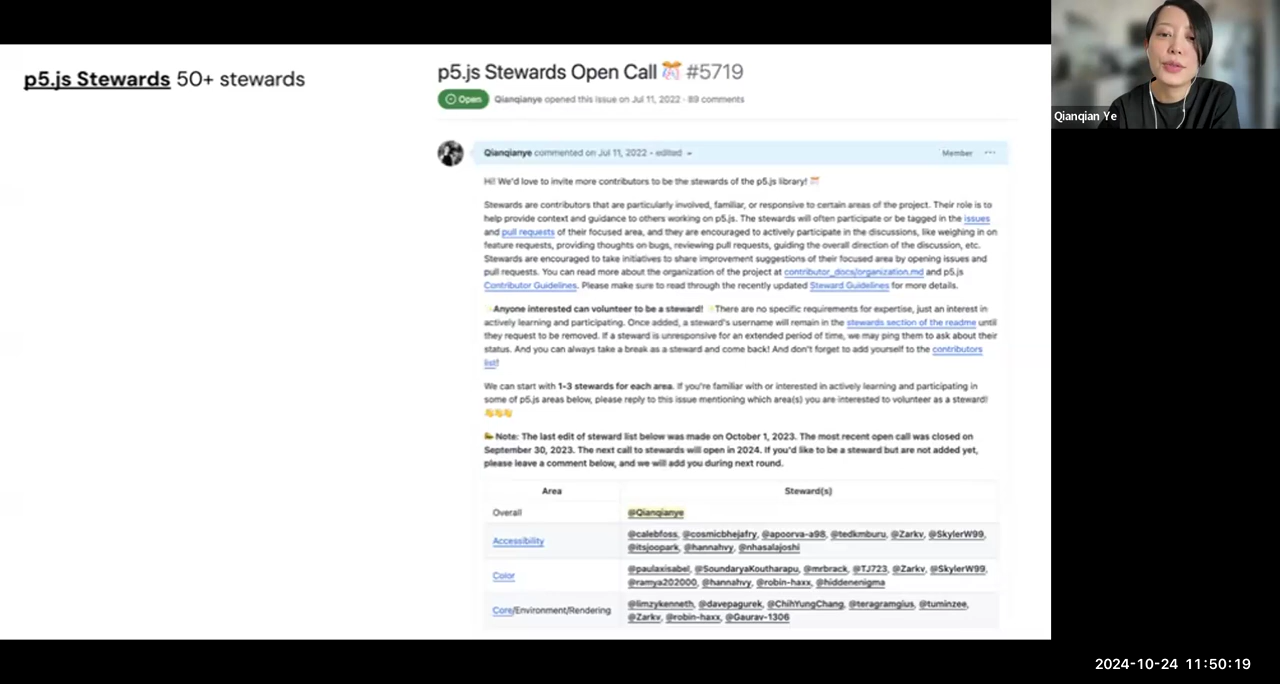 p5.js Stewards 50+ stewards
p5.js Stewards Open Call 🎊 #5719
Open Qianqianye opened this issue on Jul 11, 2022 · 89 comments
Qianqianye commented on Jul 11, 2022 • edited
Member ···
Hi! We'd love to invite more contributors to be the stewards of the p5.js library! 🎊
Stewards are contributors that are particularly involved, familiar, or responsive to certain areas of the project. Their role is to
help provide context and guidance to others working on p5.js. The stewards will often participate or be tagged in the issues
and pull requests of their focused area, and they are encouraged to actively participate in the discussions, like weighing in on
feature requests, providing thoughts on bugs, reviewing pull requests, guiding the overall direction of the discussion, etc.
Stewards are encouraged to take initiatives to share improvement suggestions of their focused area by opening issues and
pull requests. You can read more about the organization of the project at contributor_docs/organization.md and p5.js
Contributor Guidelines. Please make sure to read through the recently updated Steward Guidelines for more details.
✨Anyone interested can volunteer to be a steward!✨ There are no specific requirements for expertise, just an interest in
actively learning and participating. Once added, a steward's username will remain in the stewards section of the readme until
they request to be removed. If a steward is unresponsive for an extended period of time, we may ping them to ask about their
status. And you can always take a break as a steward and come back! And don't forget to add yourself to the contributors
list!
We can start with 1-3 stewards for each area. If you're familiar with or interested in actively learning and participating in
some of p5.js areas below, please reply to this issue mentioning which area(s) you are interested to volunteer as a steward!
👋👋👋
Note: The last edit of steward list below was made on October 1, 2023. The most recent open call was closed on
September 30, 2023. The next call to stewards will open in 2024. If you'd like to be a steward but are not added yet,
please leave a comment below, and we will add you during next round.
Area Steward(s)
Overall @Qianqianye
Accessibility @calebfoss, @cosmicbhejafry, @apoorva-a98, @tedkmburu, @Zarkv, @SkylerW99,
@itsjoopark, @hannahvy, @nhasalajoshi
Color @paulaxisabel, @SoundaryaKoutharapu, @mrbrack, @TJ723, @Zarkv, @SkylerW99,
@ramya202000, @hannahvy, @robin-haxx, @hiddenenigma
Core/Environment/Rendering @limzykenneth, @davepagurek, @ChihYungChang, @teragramgius, @tuminzee,
@Zarkv, @robin-haxx, @Gaurav-1306
Qianqian Ye
2024-10-24 11:50:19